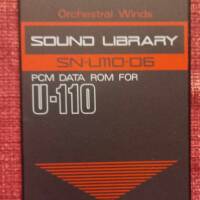 Orchestral Winds
SOUND LIBRARY
SN-U110-06
PCM DATA ROM FOR
U-110